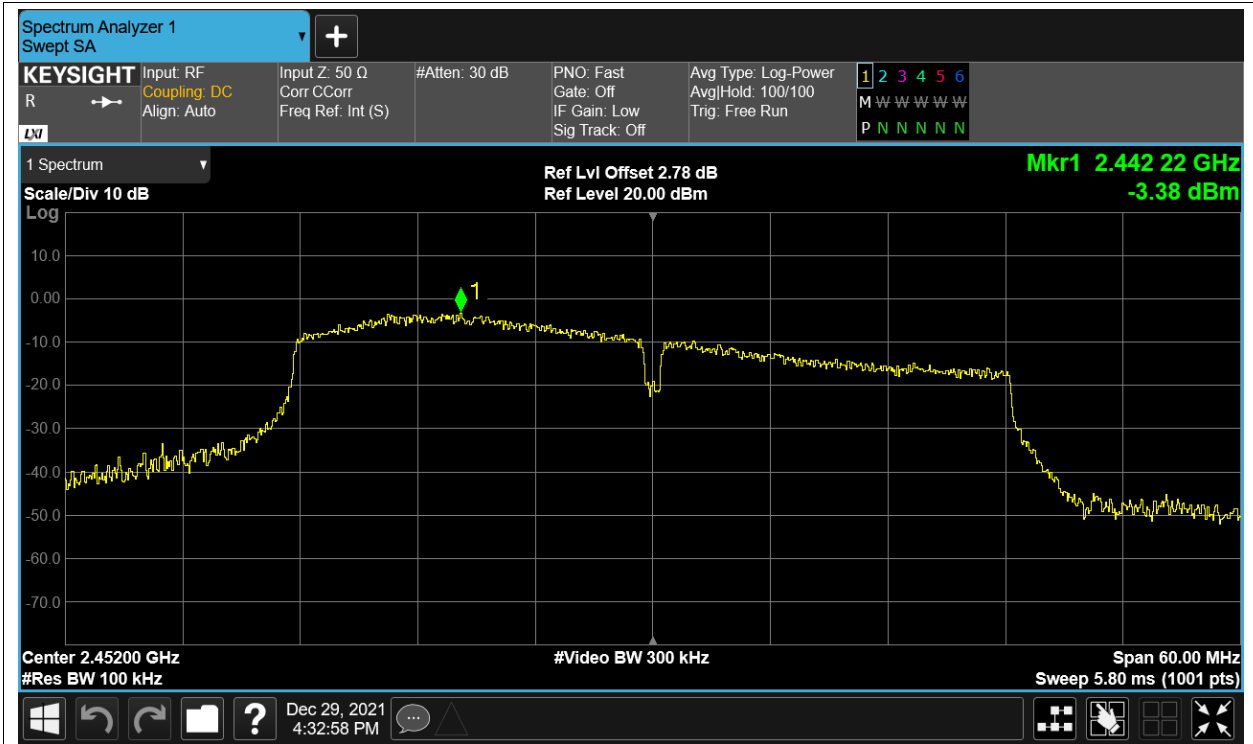 Spectrum Analyzer 1
Swept SA
KEYSIGHT
R
LXI
Input: RF
Coupling: DC
Align: Auto
Input Z: 50 Ω
Corr CCorr
Freq Ref: Int (S)
#Atten: 30 dB
PNO: Fast
Gate: Off
IF Gain: Low
Sig Track: Off
Avg Type: Log-Power
Avg|Hold: 100/100
Trig: Free Run
1 2 3 4 5 6
M W W W W W
P N N N N N
1 Spectrum
Scale/Div 10 dB
Log
Ref Lvl Offset 2.78 dB
Ref Level 20.00 dBm
Mkr1 2.442 22 GHz
-3.38 dBm
10.0
0.00
-10.0
-20.0
-30.0
-40.0
-50.0
-60.0
-70.0
1
Center 2.45200 GHz
#Res BW 100 kHz
#Video BW 300 kHz
Span 60.00 MHz
Sweep 5.80 ms (1001 pts)
?
Dec 29, 2021
4:32:58 PM